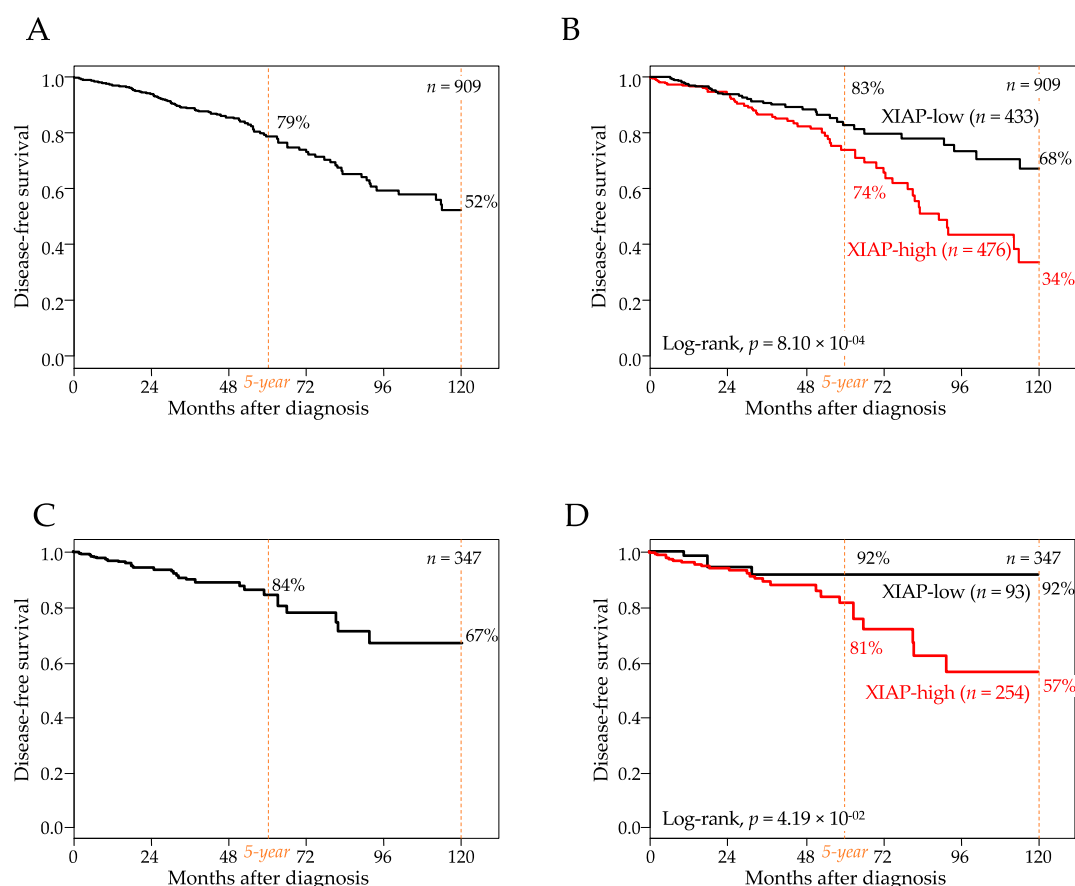 A
Disease-free survival
1.0
0.8
0.6
0.4
0.2
0.0
n = 909
79%
52%
0 24 48 5-year 72 96 120
Months after diagnosis
B
Disease-free survival
1.0
0.8
0.6
0.4
0.2
0.0
n = 909
83%
XIAP-low (n = 433)
68%
74%
XIAP-high (n = 476)
34%
Log-rank, p = 8.10 × 10-04
0 24 48 5-year 72 96 120
Months after diagnosis
C
Disease-free survival
1.0
0.8
0.6
0.4
0.2
0.0
n = 347
84%
67%
0 24 48 5-year 72 96 120
Months after diagnosis
D
Disease-free survival
1.0
0.8
0.6
0.4
0.2
0.0
n = 347
92%
XIAP-low (n = 93)
92%
81%
XIAP-high (n = 254)
57%
Log-rank, p = 4.19 × 10-02
0 24 48 5-year 72 96 120
Months after diagnosis